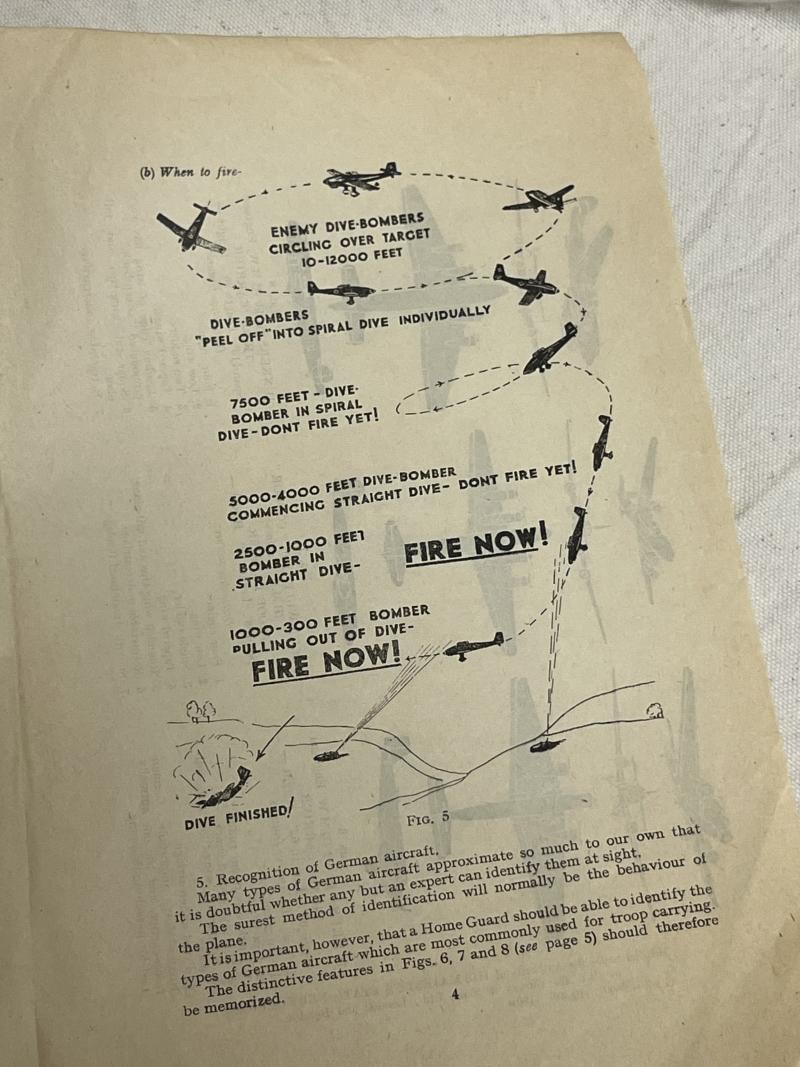 (b) When to fire-
ENEMY DIVE-BOMBERS
CIRCLING OVER TARGET
10-12000 FEET
DIVE-BOMBERS
"PEEL OFF" INTO SPIRAL DIVE INDIVIDUALLY
7500 FEET - DIVE-
BOMBER IN SPIRAL
DIVE - DONT FIRE YET!
5000-4000 FEET DIVE-BOMBER
COMMENCING STRAIGHT DIVE- DONT FIRE YET!
2500-1000 FEET
BOMBER IN
STRAIGHT DIVE-
FIRE NOW!
1000-300 FEET BOMBER
PULLING OUT OF DIVE-
FIRE NOW!
DIVE FINISHED!
FIG. 5
5. Recognition of German aircraft.
Many types of German aircraft approximate so much to our own that
it is doubtful whether any but an expert can identify them at sight.
The surest method of identification will normally be the behaviour of
the plane.
It is important, however, that a Home Guard should be able to identify the
types of German aircraft which are most commonly used for troop carrying.
The distinctive features in Figs. 6, 7 and 8 (see page 5) should therefore
be memorized.
4